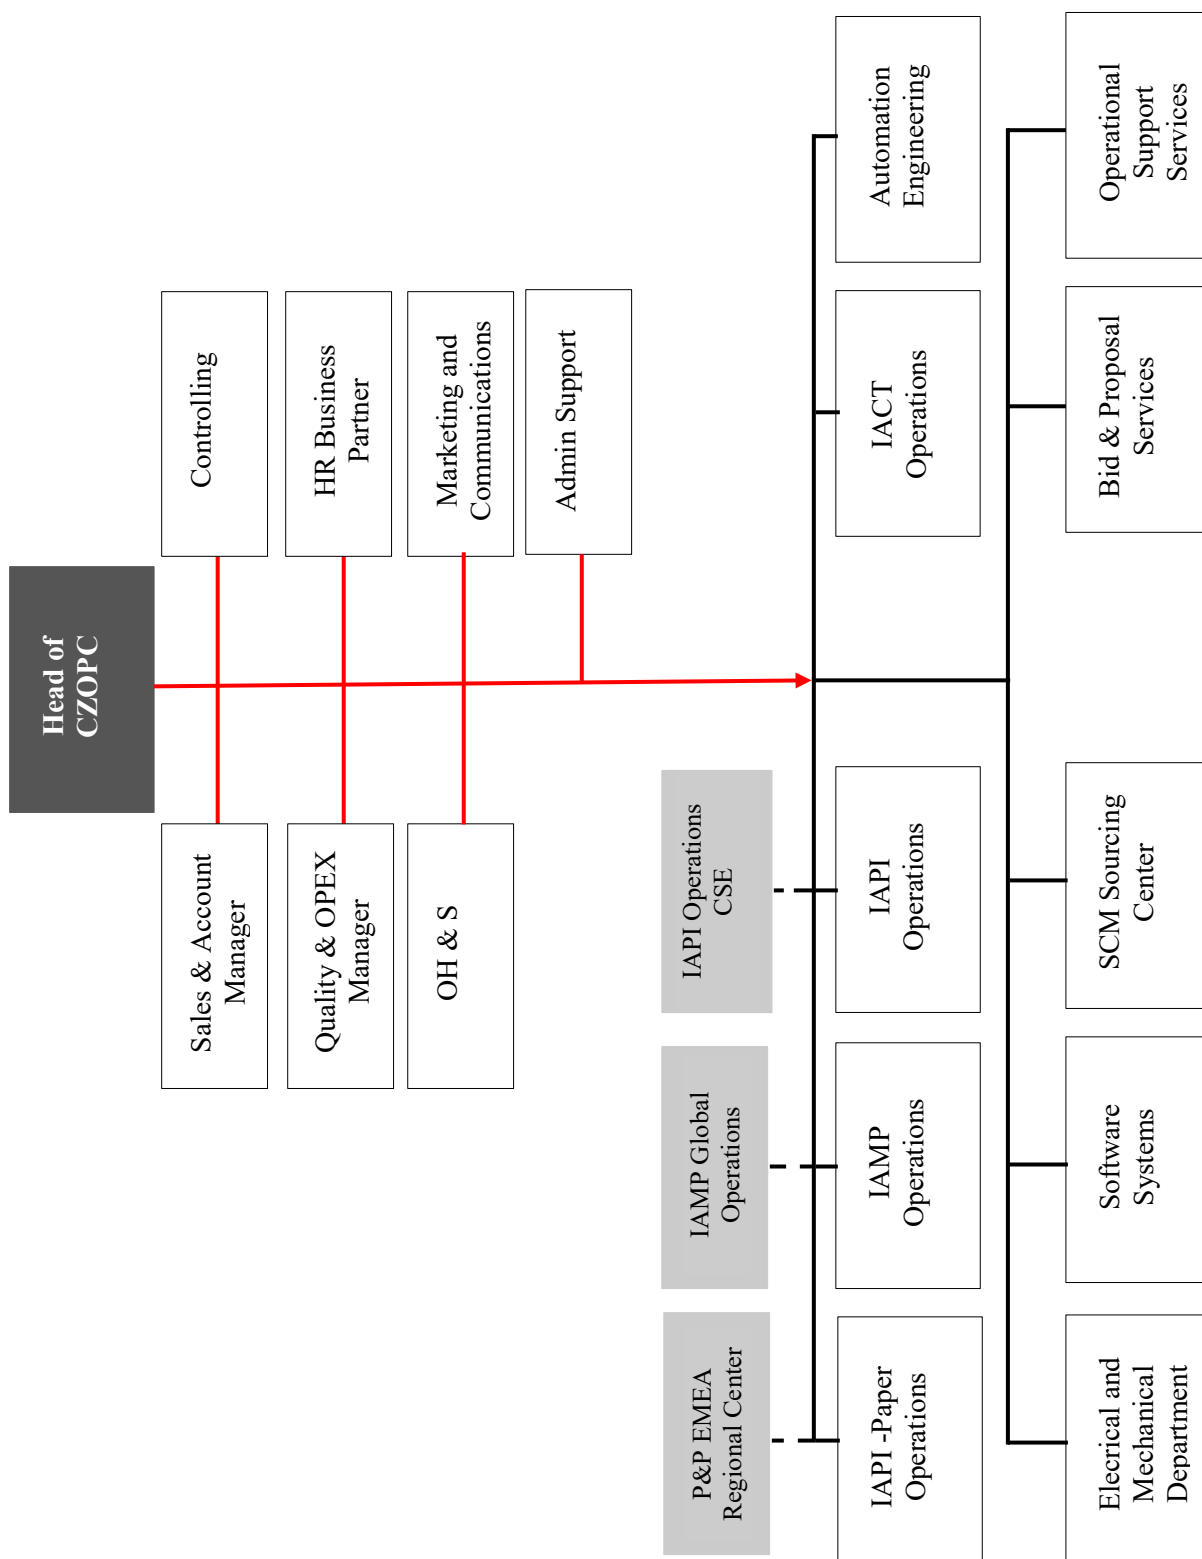 Head of
CZOPC
Sales & Account
Manager
Controlling
Quality & OPEX
Manager
HR Business
Partner
OH & S
Marketing and
Communications
Admin Support
P&P EMEA
Regional Center
IAMP Global
Operations
IAPI Operations
CSE
IAPI -Paper
Operations
IAMP
Operations
IAPI
Operations
IACT
Operations
Automation
Engineering
Elecrical and
Mechanical
Department
Software
Systems
SCM Sourcing
Center
Bid & Proposal
Services
Operational
Support
Services